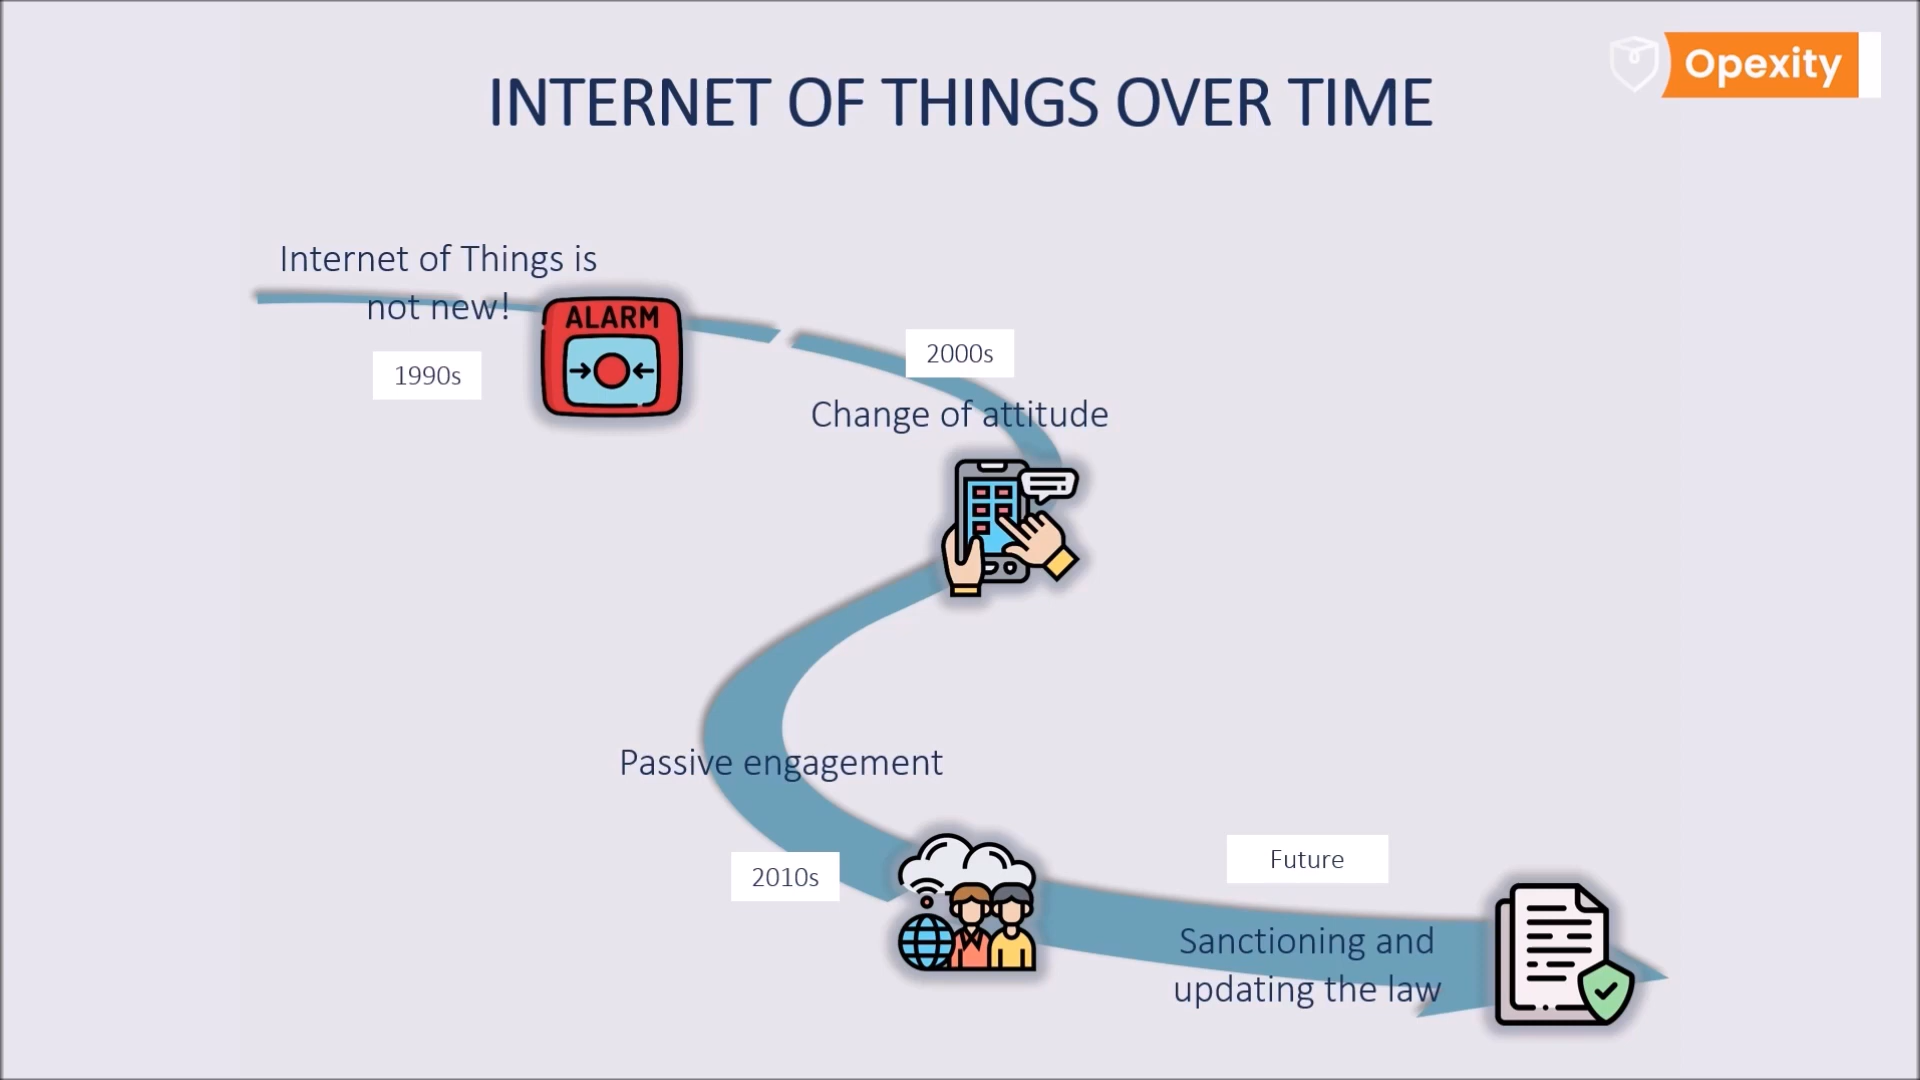 Opexity
INTERNET OF THINGS OVER TIME
Internet of Things is
not new!
1990s
ALARM
2000s
Change of attitude
Passive engagement
2010s
Future
Sanctioning and
updating the law